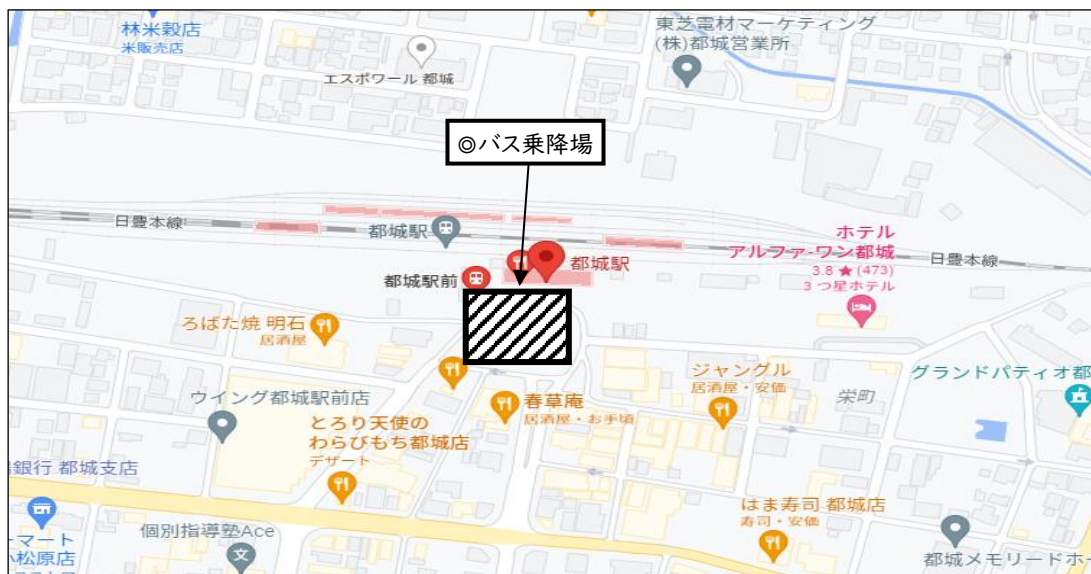 林米穀店
米販売店
エスポワール 都城
東芝電材マーケティング
(株)都城営業所
◎バス乗降場
日豊本線
都城駅
都城駅
都城駅前
ホテル
アルファ-ワン都城
3.8 ★ (473)
3 つ星ホテル
日豊本線
ろばた焼 明石
居酒屋
ジャングル
居酒屋・安価
グランドパティオ都
栄町
ウイング都城駅前店
春草庵
居酒屋・お手頃
とろり天使の
わらびもち都城店
デザート
銀行 都城支店
はま寿司 都城店
寿司・安価
個別指導塾Ace
文
ーマート
小松原店
都城メモリードホー